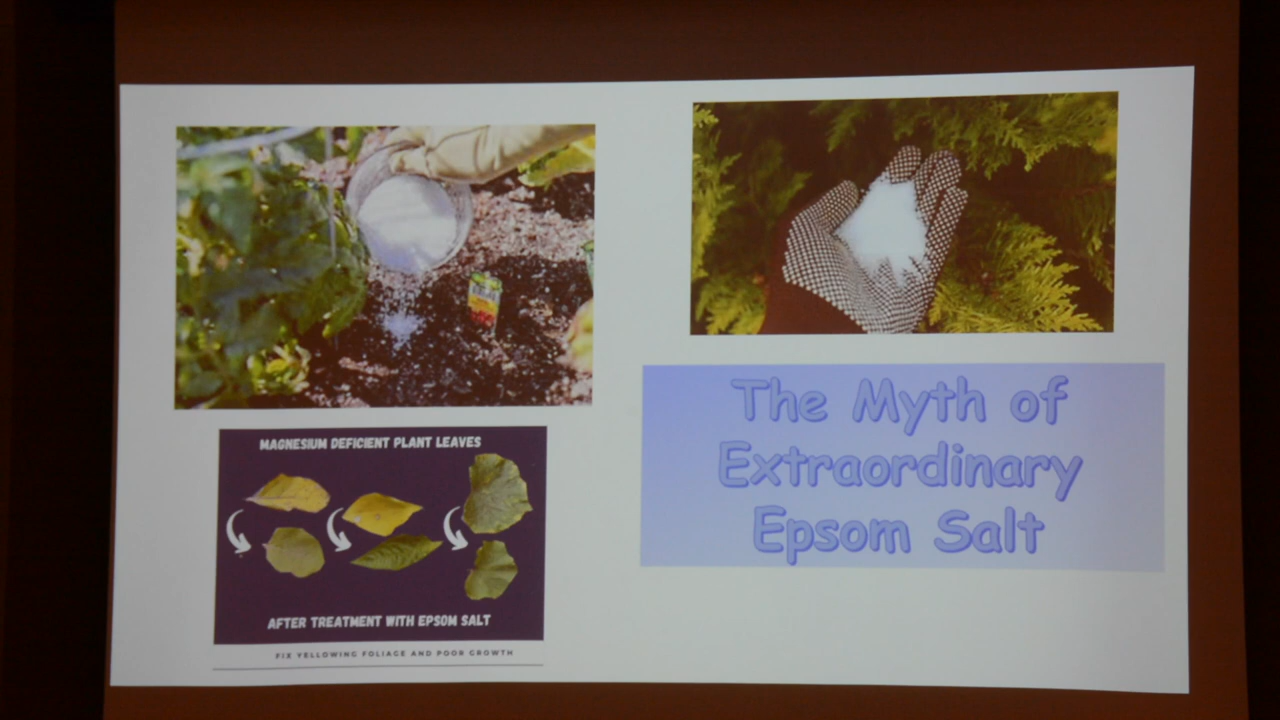 The Myth of
Extraordinary
Epsom Salt
MAGNESIUM DEFICIENT PLANT LEAVES
AFTER TREATMENT WITH EPSOM SALT
FIX YELLOWING FOLIAGE AND POOR GROWTH